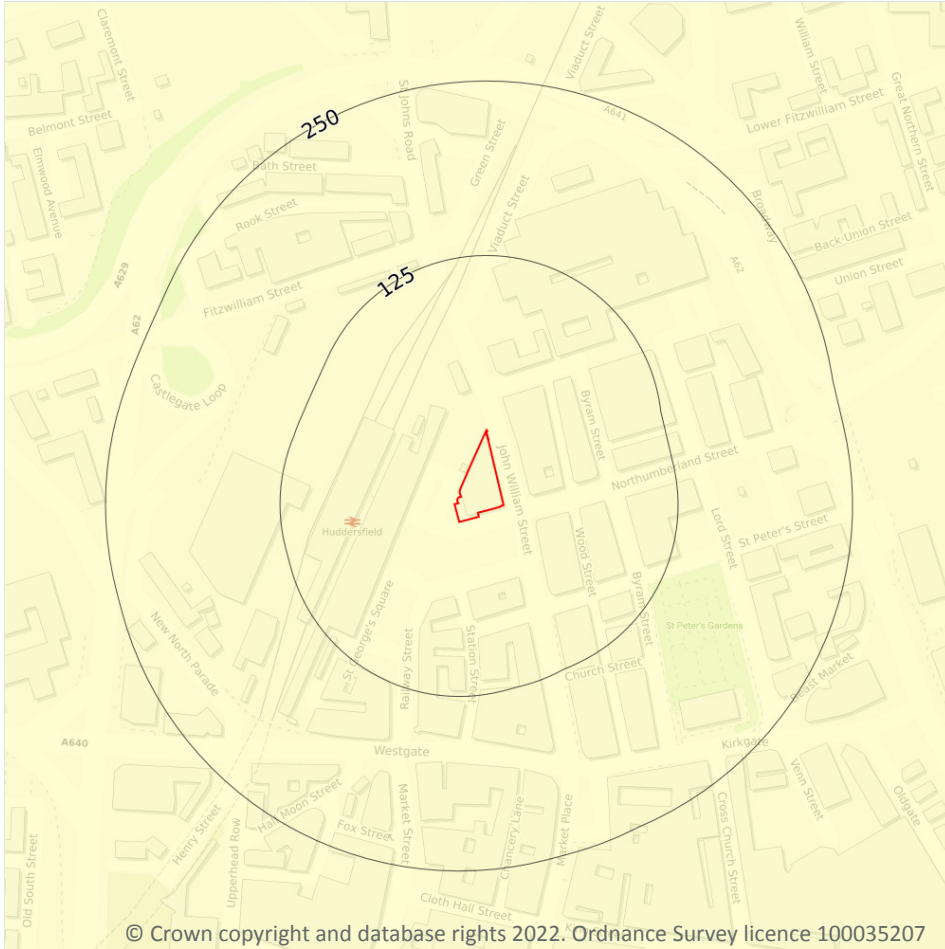 Claremont Street
Viaduct Street
William Street
Great Northern Street
Belmont Street
250
St Johns Road
A641
Lower Fitzwilliam Street
Elmwood Avenue
Bath Street
Green Street
Rook Street
Viaduct Street
Broadway
Back Union Street
A629
125
A62
Union Street
Fitzwilliam Street
A62
Castlegate Loop
Byram Street
John William Street
Northumberland Street
Huddersfield
Lord Street
St Peter's Street
Wood Street
Byram Street
St George's Square
New North Parade
Railway Street
Station Street
St Peter's Gardens
Church Street
Beast Market
A640
Westgate
Kirkgate
Venn Street
Oldgate
Half Moon Street
Market Street
Chancery Lane
Market Place
Cross Church Street
Henry Street
Fox Street
Upperhead Row
Old South Street
Cloth Hall Street
© Crown copyright and database rights 2022. Ordnance Survey licence 100035207